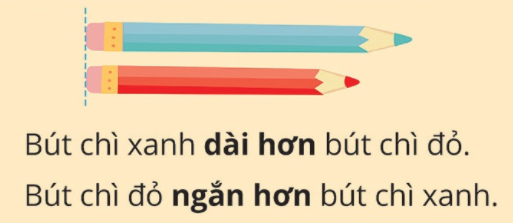 Bút chì xanh dài hơn bút chì đỏ.
Bút chì đỏ ngắn hơn bút chì xanh.